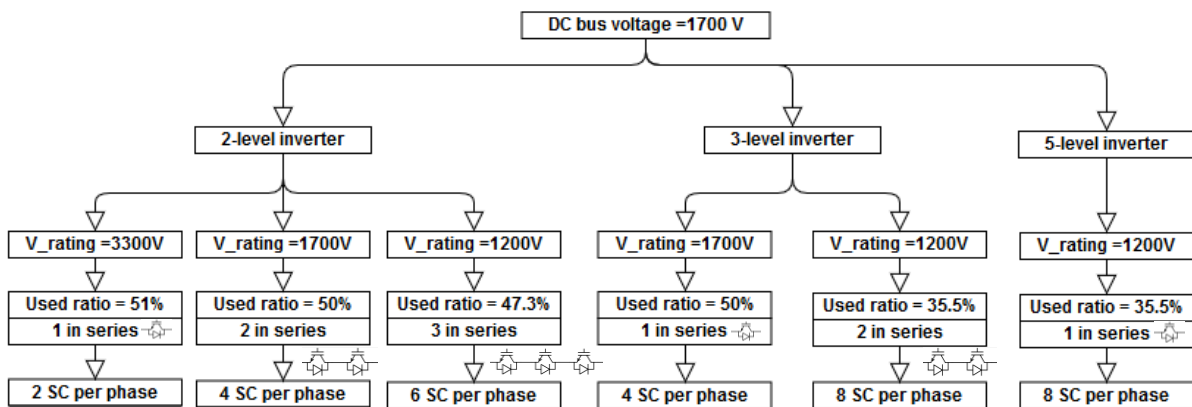 DC bus voltage =1700 V
2-level inverter
3-level inverter
5-level inverter
V_rating =3300V
V_rating =1700V
V_rating =1200V
V_rating =1700V
V_rating =1200V
V_rating =1200V
Used ratio = 51%
1 in series
Used ratio = 50%
2 in series
Used ratio = 47.3%
3 in series
Used ratio = 50%
1 in series
Used ratio = 35.5%
2 in series
Used ratio = 35.5%
1 in series
2 SC per phase
4 SC per phase
6 SC per phase
4 SC per phase
8 SC per phase
8 SC per phase